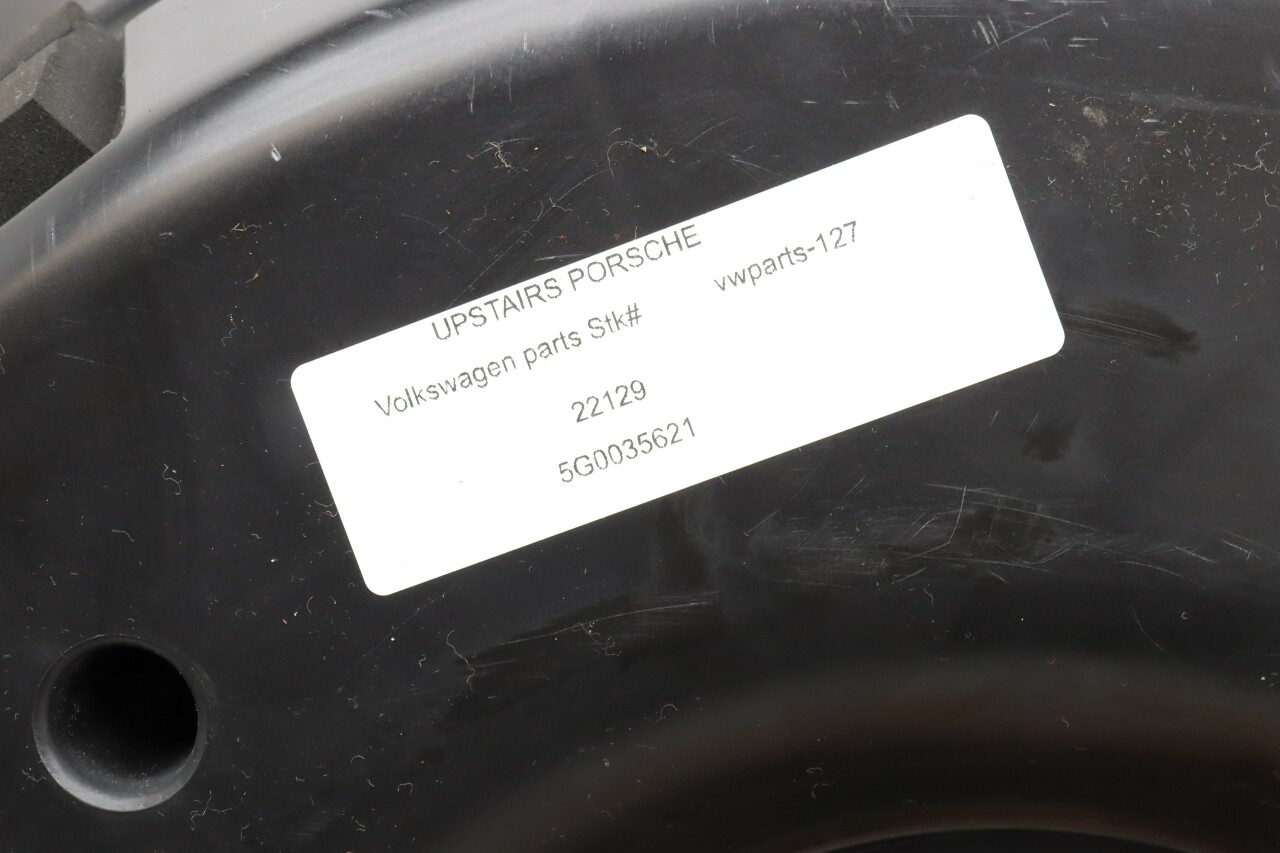 UPSTAIRS PORSCHE
Volkswagen parts Stk# vwparts-127
22129
5G0035621